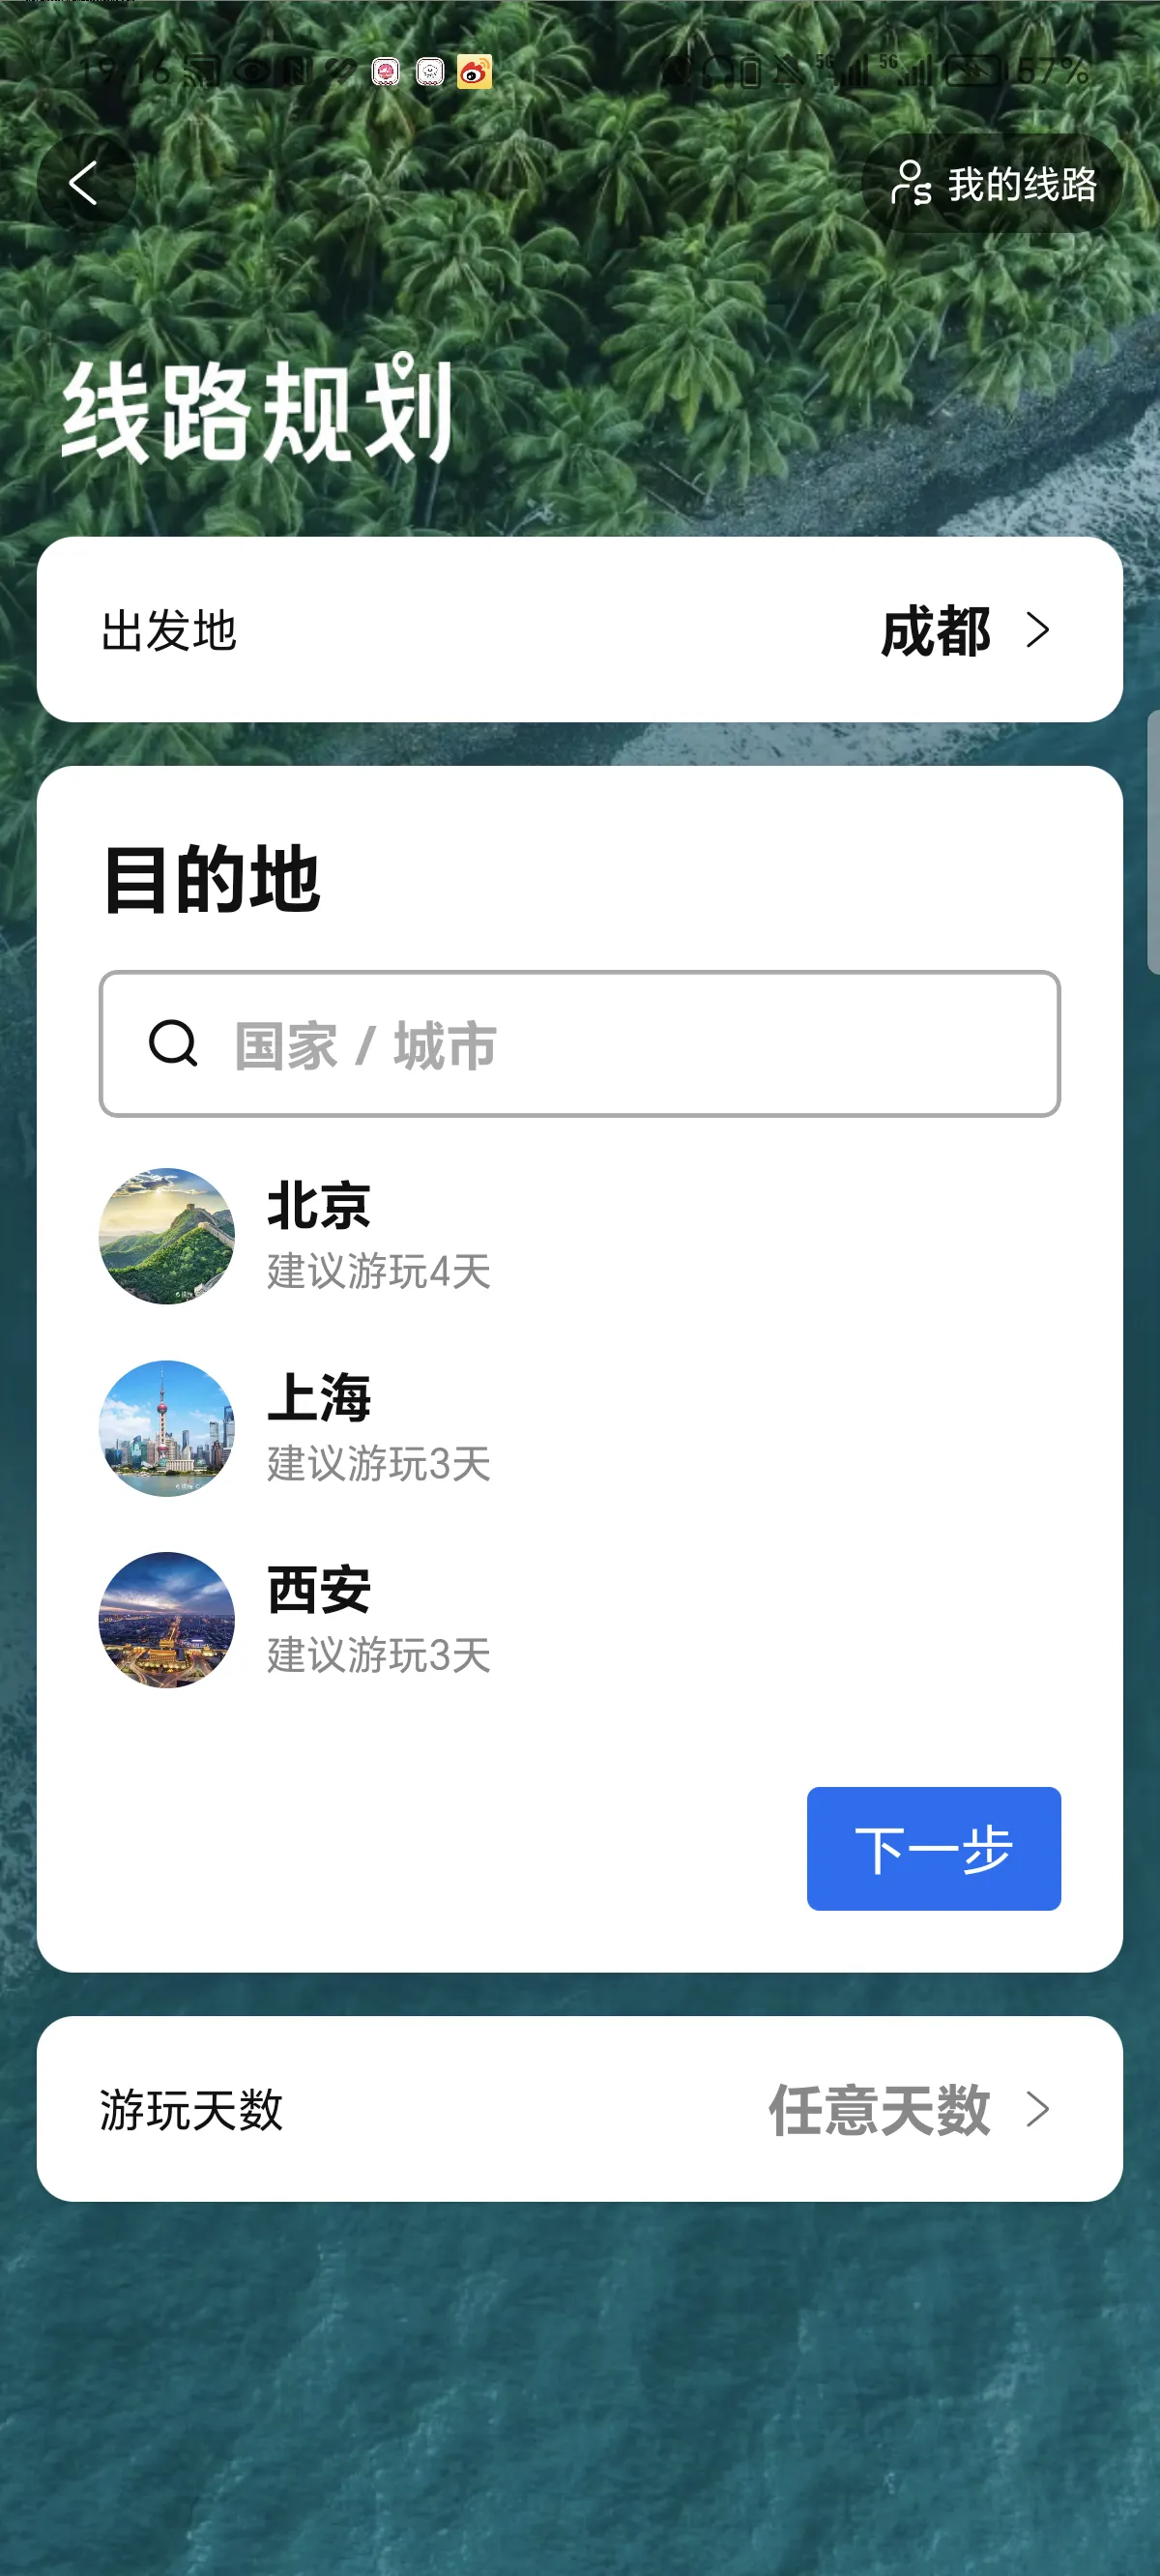 19:16 5G 5G 57%
我的线路
线路规划
出发地 成都
目的地
国家 / 城市
北京
建议游玩4天
上海
建议游玩3天
西安
建议游玩3天
下一步
游玩天数 任意天数